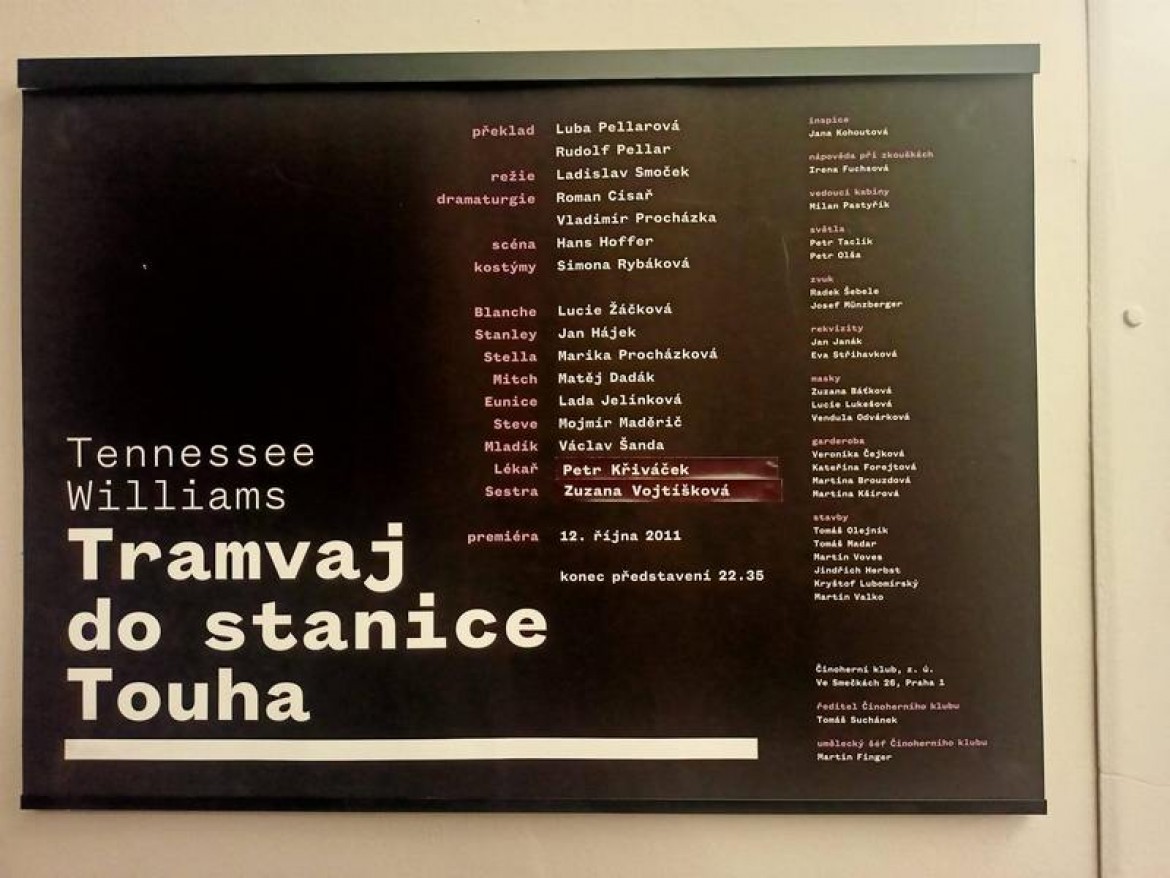 Tennessee
Williams
Tramvaj
do stanice
Touha
překlad Luba Pellarová
Rudolf Pellar
režie Ladislav Smoček
dramaturgie Roman Císař
Vladimír Procházka
scéna Hans Hoffer
kostýmy Simona Rybáková
Blanche Lucie Žáčková
Stanley Jan Hájek
Stella Marika Procházková
Mitch Matěj Dadák
Eunice Lada Jelínková
Steve Mojmír Maděrič
Mladík Václav Šanda
Lékař Petr Křiváček
Sestra Zuzana Vojtíšková
premiéra 12. října 2011
konec představení 22.35
inspice
Jana Kohoutová
nápověda při zkouškách
Irena Fuchsová
vedoucí kabiny
Milan Pastyřík
světla
Petr Taclík
Petr Olša
zvuk
Radek Šebele
Josef Münzberger
rekvizity
Jan Janák
Eva Stříhavková
masky
Zuzana Báťková
Lucie Lukešová
Vendula Odvárková
garderoba
Veronika Čejková
Kateřina Forejtová
Martina Brouzdová
Martina Kšírová
stavby
Tomáš Olejník
Tomáš Madar
Martin Voves
Jindřich Herbst
Kryštof Lubomirský
Martin Valko
Činoherní klub, z. ú.
Ve Smečkách 26, Praha 1
ředitel Činoherního klubu
Tomáš Suchánek
umělecký šéf Činoherního klubu
Martin Finger